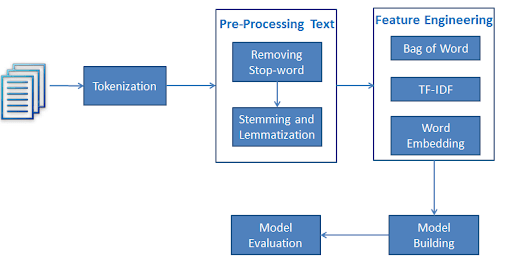 Tokenization
Pre-Processing Text
Removing
Stop-word
Stemming and
Lemmatization
Feature Engineering
Bag of Word
TF-IDF
Word
Embedding
Model
Building
Model
Evaluation